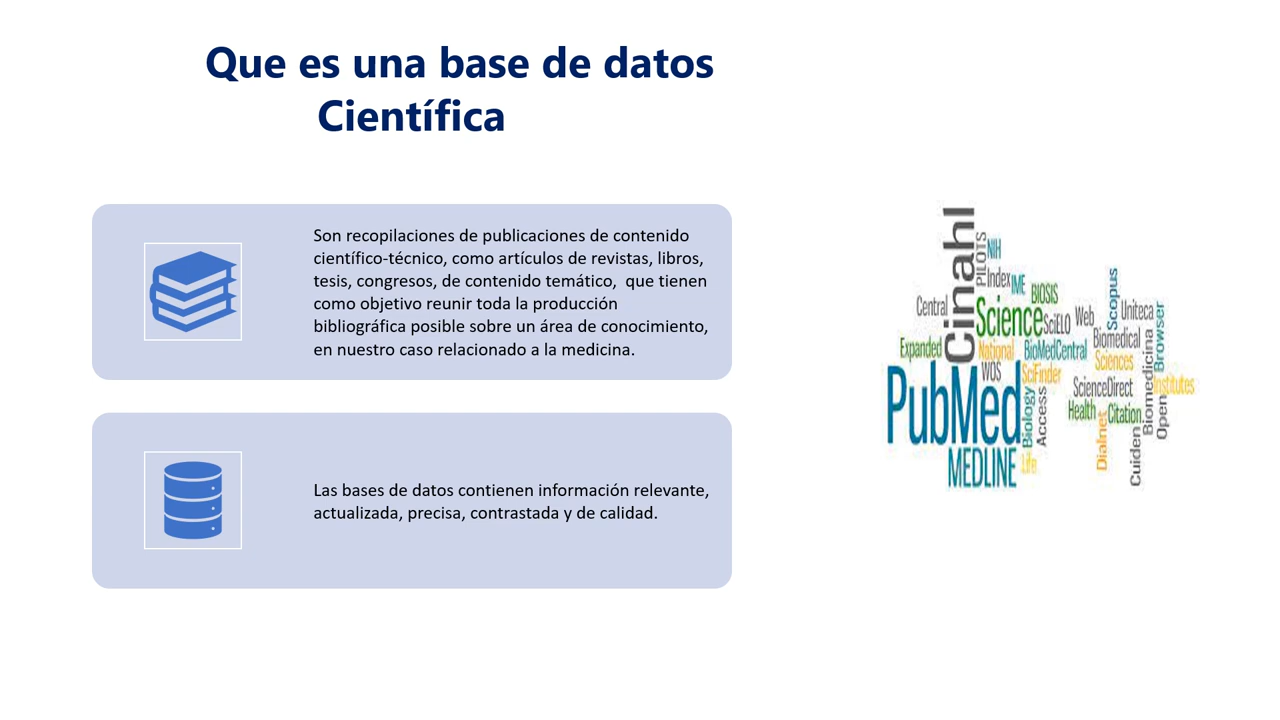 Que es una base de datos
Científica
Son recopilaciones de publicaciones de contenido
científico-técnico, como artículos de revistas, libros,
tesis, congresos, de contenido temático,  que tienen
como objetivo reunir toda la producción
bibliográfica posible sobre un área de conocimiento,
en nuestro caso relacionado a la medicina.
Las bases de datos contienen información relevante,
actualizada, precisa, contrastada y de calidad.
Cinahl
PILOTS
NIH
Index
IME
BIOSIS
Central
Science
SciELO
Web
Scopus
Uniteca
Browser
Biomedical
Expanded
National
BioMedCentral
Sciences
WOS
SciFinder
ScienceDirect
Biomedicina
Institutes
PubMed
Biology
Access
Health
Citation
Open
Dialnet
Cuiden
MEDLINE
Life